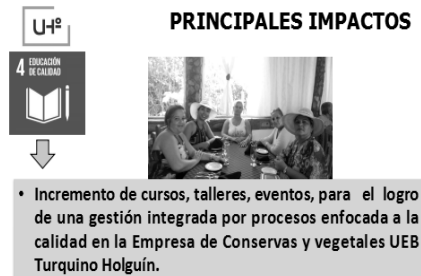 UHº
PRINCIPALES IMPACTOS
4 EDUCACIÓN
DE CALIDAD
• Incremento de cursos, talleres, eventos, para el logro
de una gestión integrada por procesos enfocada a la
calidad en la Empresa de Conservas y vegetales UEB
Turquino Holguín.